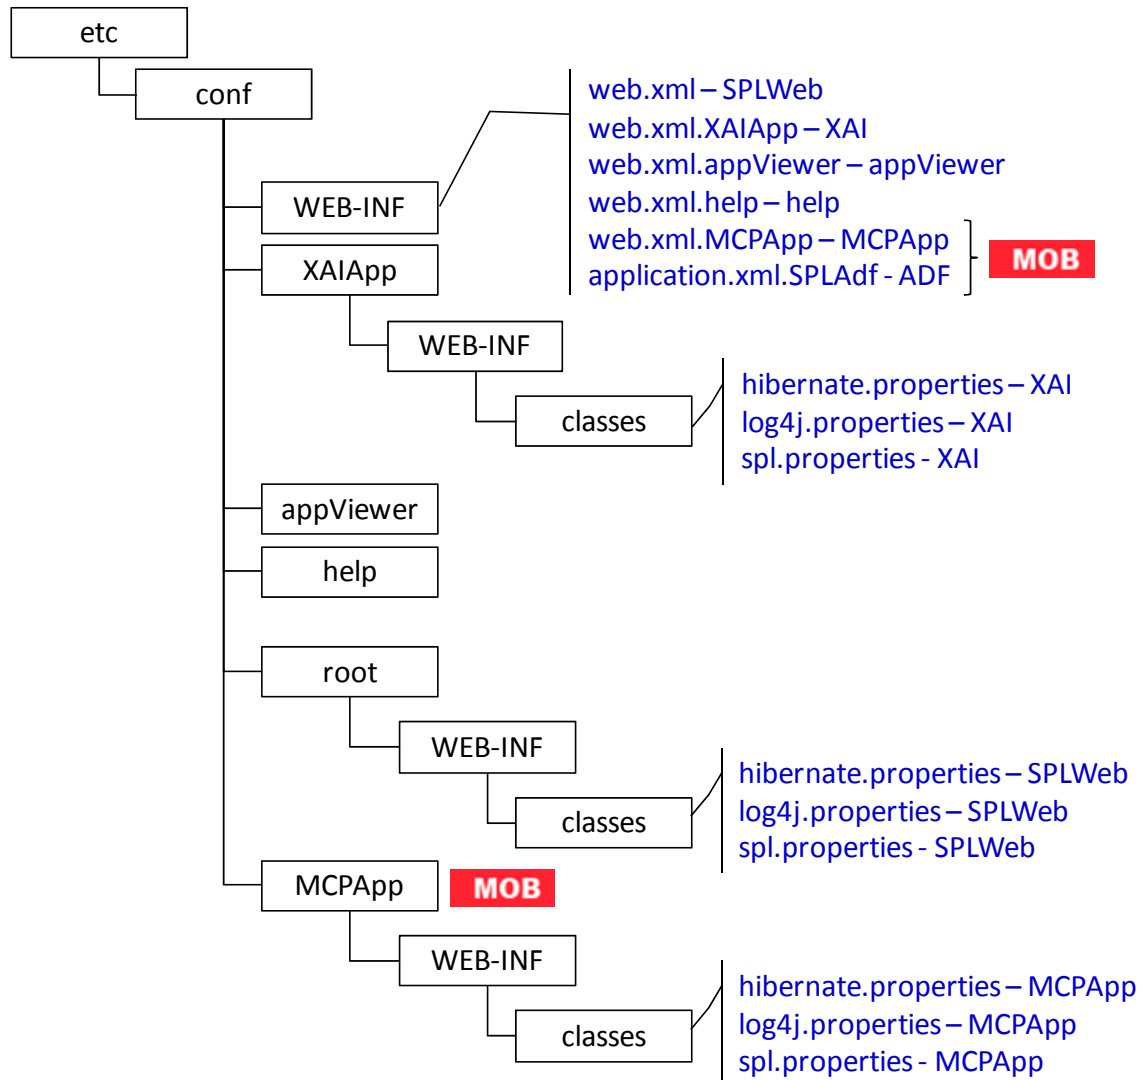 etc
conf
web.xml – SPLWeb
web.xml.XAIApp – XAI
web.xml.appViewer – appViewer
WEB-INF
web.xml.help – help
web.xml.MCPApp – MCPApp
MOB
XAIApp
application.xml.SPLAdf - ADF
WEB-INF
hibernate.properties – XAI
classes
log4j.properties – XAI
spl.properties - XAI
appViewer
help
root
WEB-INF
hibernate.properties – SPLWeb
classes
log4j.properties – SPLWeb
spl.properties - SPLWeb
MCPApp
MOB
WEB-INF
hibernate.properties – MCPApp
classes
log4j.properties – MCPApp
spl.properties - MCPApp